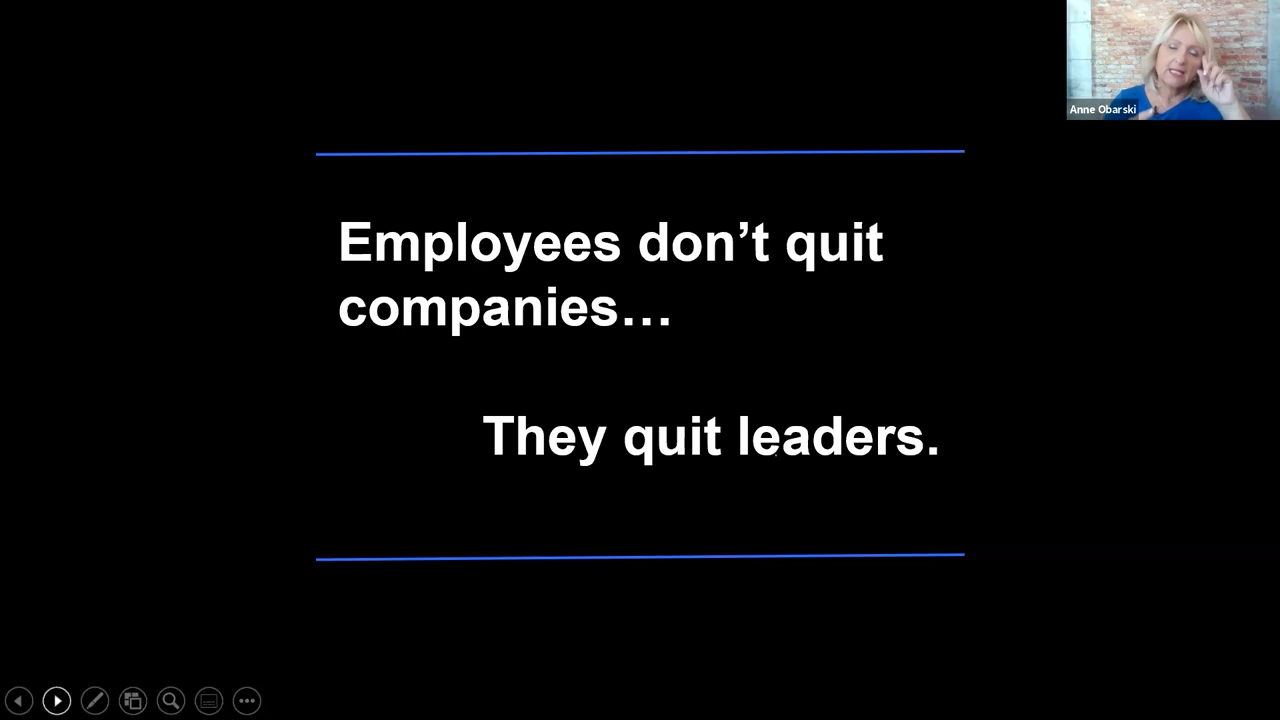 Anne Obarski
Employees don’t quit
companies…
They quit leaders.